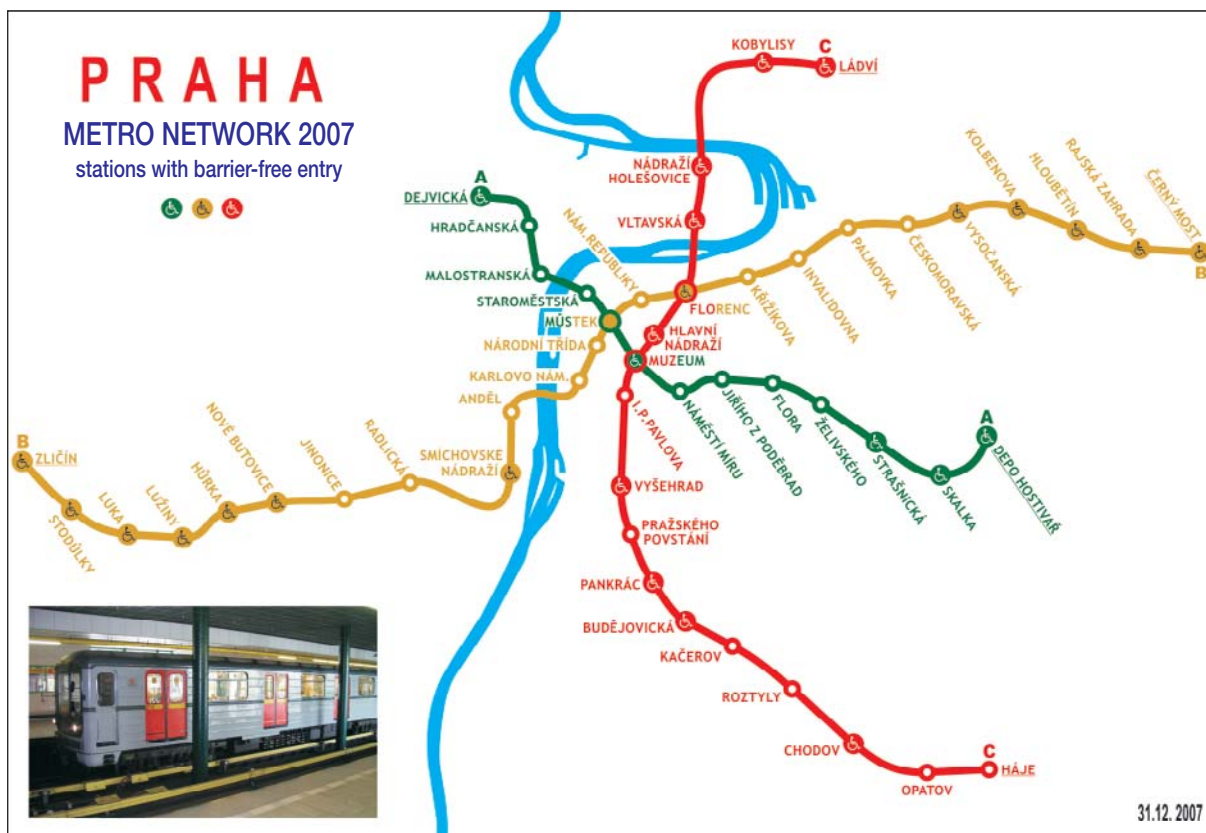 PRAHA
METRO NETWORK 2007
stations with barrier-free entry
KOBYLISY
C
LÁDVÍ
NÁDRAŽÍ
HOLEŠOVICE
VLTAVSKÁ
A
DEJVICKÁ
HRADČANSKÁ
MALOSTRANSKÁ
STAROMĚSTSKÁ
MŮSTEK
NÁM.REPUBLIKY
FLORENC
KŘIŽÍKOVA
INVALIDOVNA
PALMOVKA
ČESKOMORAVSKÁ
VYSOČANSKÁ
KOLBENOVA
HLOUBĚTÍN
RAJSKÁ ZAHRADA
ČERNÝ MOST
B
NÁRODNÍ TŘÍDA
KARLOVO NÁM.
ANDĚL
SMICHOVSKE
NÁDRAŽÍ
RADLICKÁ
JINONICE
NOVÉ BUTOVICE
HŮRKA
LUŽINY
LUKA
STODŮLKY
B
ZLIČÍN
HLAVNÍ
NÁDRAŽÍ
MUZEUM
NÁMĚSTÍ MÍRU
JIŘÍHO Z PODĚBRAD
FLORA
ŽELIVSKÉHO
STRAŠNICKÁ
SKALKA
A
DEPO HOSTIVAŘ
I.P.PAVLOVA
VYŠEHRAD
PRAŽSKÉHO
POVSTÁNÍ
PANKRÁC
BUDĚJOVICKÁ
KAČEROV
ROZTYLY
CHODOV
OPATOV
C
HÁJE
31.12. 2007